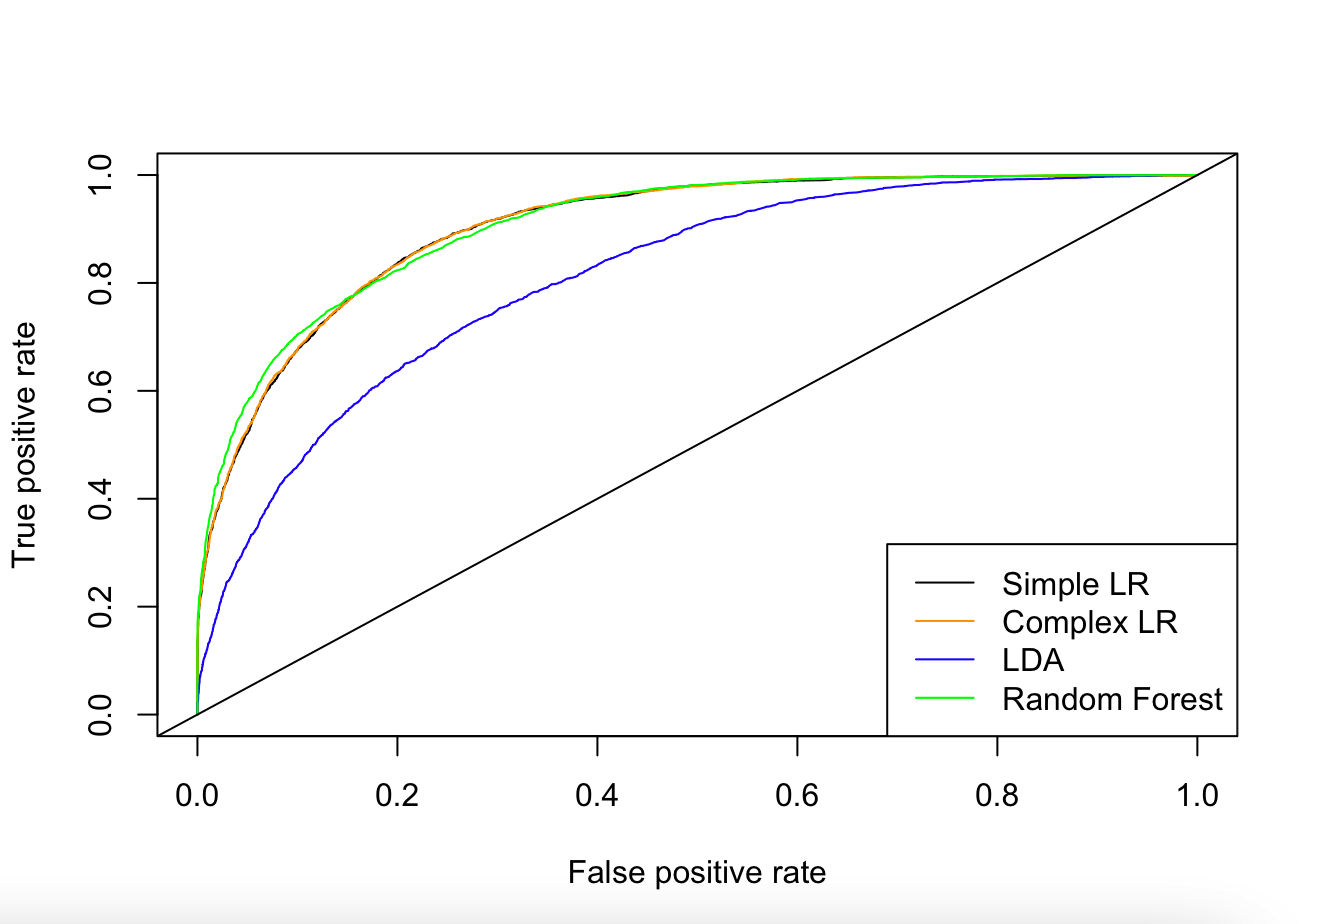 True positive rate
1.0
0.8
0.6
0.4
0.2
0.0
Simple LR
Complex LR
LDA
Random Forest
0.0 0.2 0.4 0.6 0.8 1.0
False positive rate